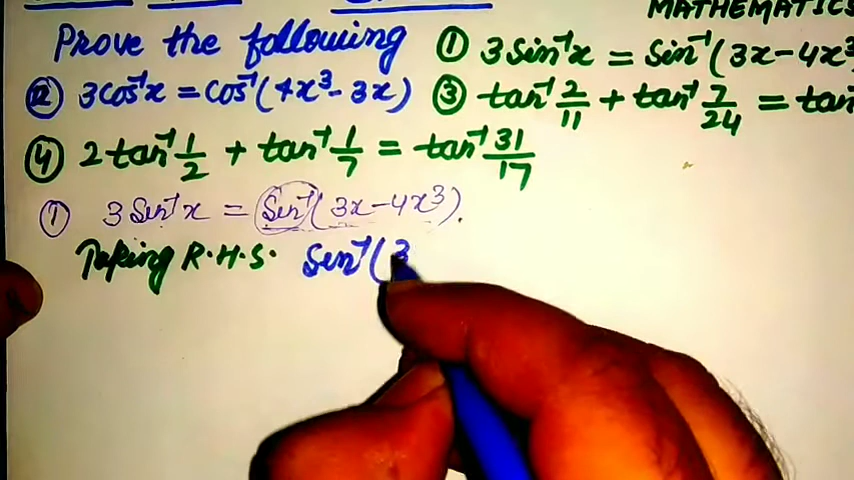 MATHEMATICS
Prove the following ① 3Sin⁻¹x = Sin⁻¹(3x-4x³
② 3cos⁻¹x = cos⁻¹(4x³-3x) ③ tan⁻¹ 2/11 + tan⁻¹ 7/24 = tan
④ 2tan⁻¹ 1/2 + tan⁻¹ 1/7 = tan⁻¹ 31/17
① 3Sin⁻¹x = Sin⁻¹(3x-4x³).
Taking R.H.S. Sin⁻¹(3